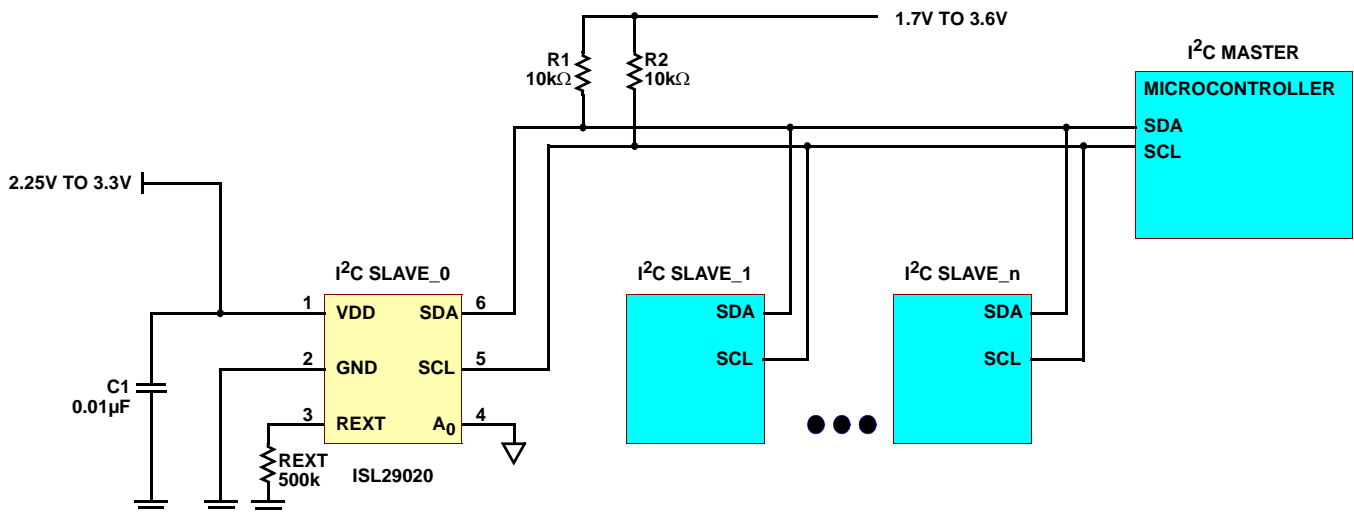 1.7V TO 3.6V
R1
10kΩ
R2
10kΩ
I2C MASTER
MICROCONTROLLER
SDA
SCL
2.25V TO 3.3V
I2C SLAVE_0
1
VDD
SDA
6
2
GND
SCL
5
3
REXT
A0
4
C1
0.01µF
REXT
500k
ISL29020
I2C SLAVE_1
SDA
SCL
I2C SLAVE_n
SDA
SCL